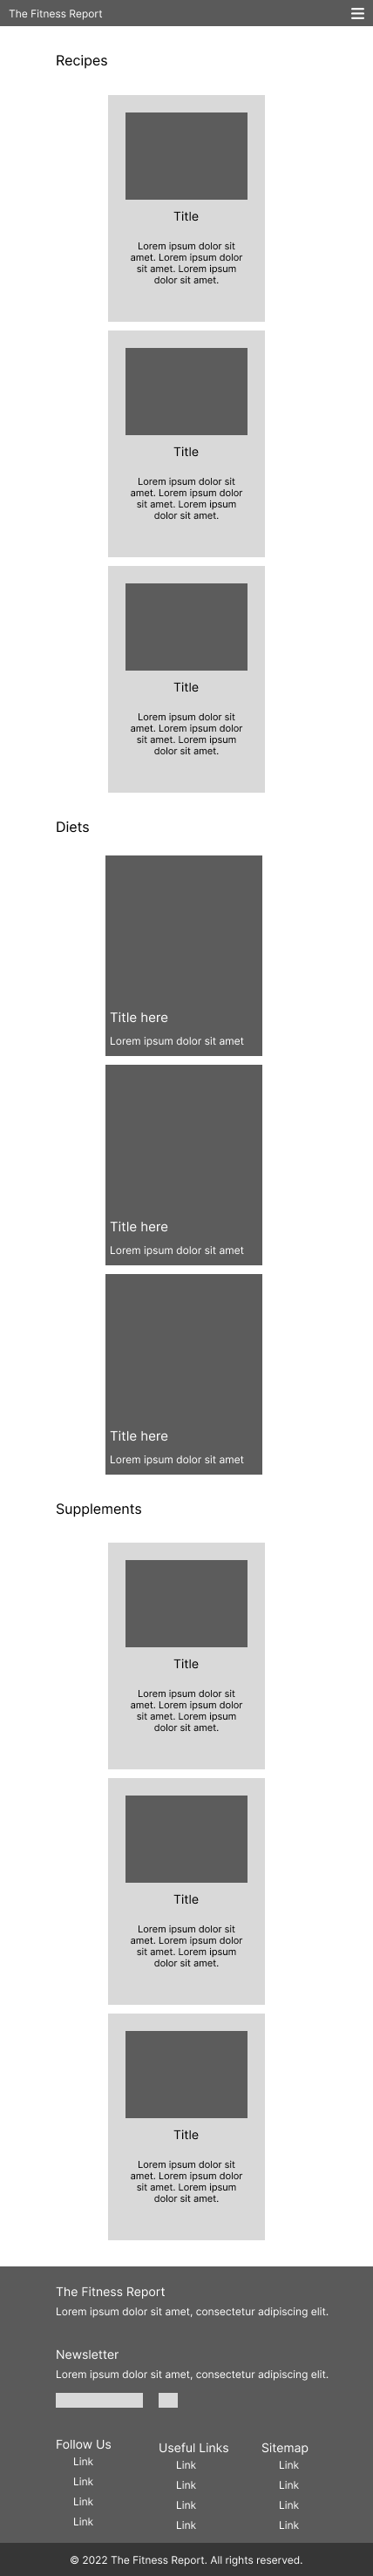 The Fitness Report
Recipes
Title
Lorem ipsum dolor sit
amet. Lorem ipsum dolor
sit amet. Lorem ipsum
dolor sit amet.
Title
Lorem ipsum dolor sit
amet. Lorem ipsum dolor
sit amet. Lorem ipsum
dolor sit amet.
Title
Lorem ipsum dolor sit
amet. Lorem ipsum dolor
sit amet. Lorem ipsum
dolor sit amet.
Diets
Title here
Lorem ipsum dolor sit amet
Title here
Lorem ipsum dolor sit amet
Title here
Lorem ipsum dolor sit amet
Supplements
Title
Lorem ipsum dolor sit
amet. Lorem ipsum dolor
sit amet. Lorem ipsum
dolor sit amet.
Title
Lorem ipsum dolor sit
amet. Lorem ipsum dolor
sit amet. Lorem ipsum
dolor sit amet.
Title
Lorem ipsum dolor sit
amet. Lorem ipsum dolor
sit amet. Lorem ipsum
dolor sit amet.
The Fitness Report
Lorem ipsum dolor sit amet, consectetur adipiscing elit.
Newsletter
Lorem ipsum dolor sit amet, consectetur adipiscing elit.
Follow Us
Link
Link
Link
Link
Useful Links
Link
Link
Link
Link
Sitemap
Link
Link
Link
Link
© 2022 The Fitness Report. All rights reserved.